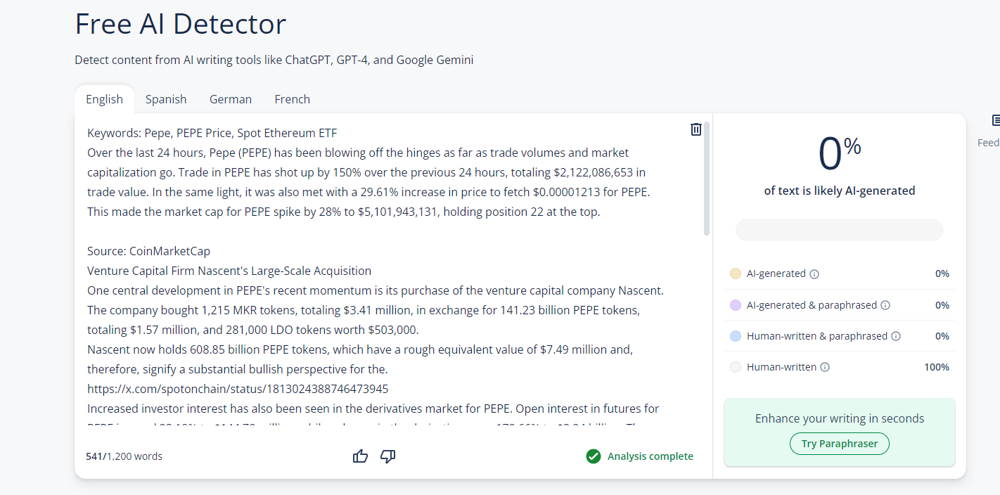 Free AI Detector
Detect content from AI writing tools like ChatGPT, GPT-4, and Google Gemini
English Spanish German French
Keywords: Pepe, PEPE Price, Spot Ethereum ETF
Over the last 24 hours, Pepe (PEPE) has been blowing off the hinges as far as trade volumes and market
capitalization go. Trade in PEPE has shot up by 150% over the previous 24 hours, totaling $2,122,086,653 in
trade value. In the same light, it was also met with a 29.61% increase in price to fetch $0.00001213 for PEPE.
This made the market cap for PEPE spike by 28% to $5,101,943,131, holding position 22 at the top.
Source: CoinMarketCap
Venture Capital Firm Nascent's Large-Scale Acquisition
One central development in PEPE's recent momentum is its purchase of the venture capital company Nascent.
The company bought 1,215 MKR tokens, totaling $3.41 million, in exchange for 141.23 billion PEPE tokens,
totaling $1.57 million, and 281,000 LDO tokens worth $503,000.
Nascent now holds 608.85 billion PEPE tokens, which have a rough equivalent value of $7.49 million and,
therefore, signify a substantial bullish perspective for the.
https://x.com/spotonchain/status/1813024388746473945
Increased investor interest has also been seen in the derivatives market for PEPE. Open interest in futures for
541/1,200 words
Analysis complete
0%
of text is likely AI-generated
AI-generated 0%
AI-generated & paraphrased 0%
Human-written & paraphrased 0%
Human-written 100%
Enhance your writing in seconds
Try Paraphraser
Feed